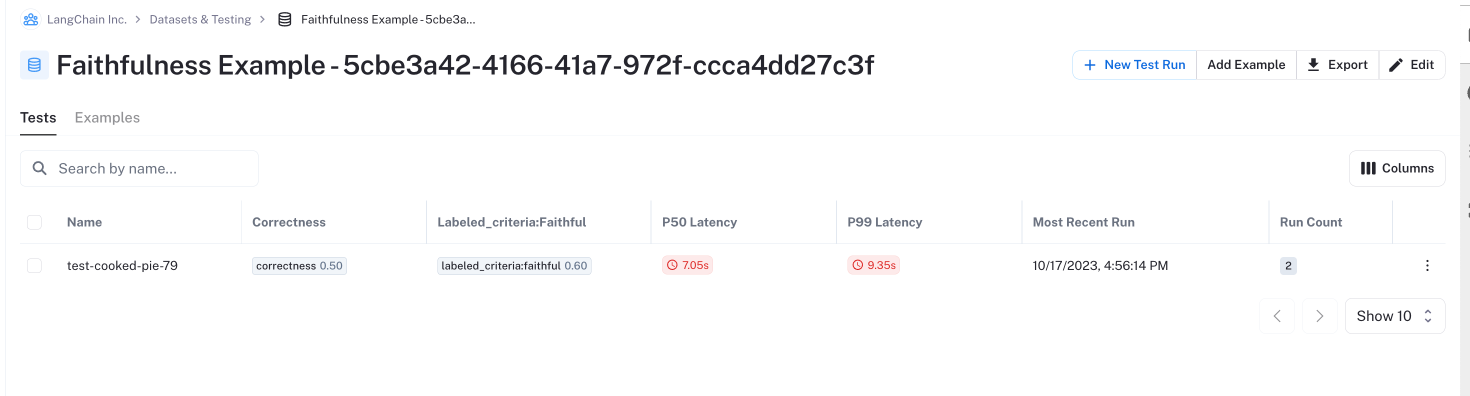 LangChain Inc. > Datasets & Testing > Faithfulness Example - 5cbe3a...
Faithfulness Example - 5cbe3a42-4166-41a7-972f-ccca4dd27c3f
+ New Test Run Add Example Export Edit
Tests Examples
Search by name...
Columns
Name Correctness Labeled_criteria:Faithful P50 Latency P99 Latency Most Recent Run Run Count
test-cooked-pie-79 correctness 0.50 labeled_criteria:faithful 0.60 7.05s 9.35s 10/17/2023, 4:56:14 PM 2
Show 10